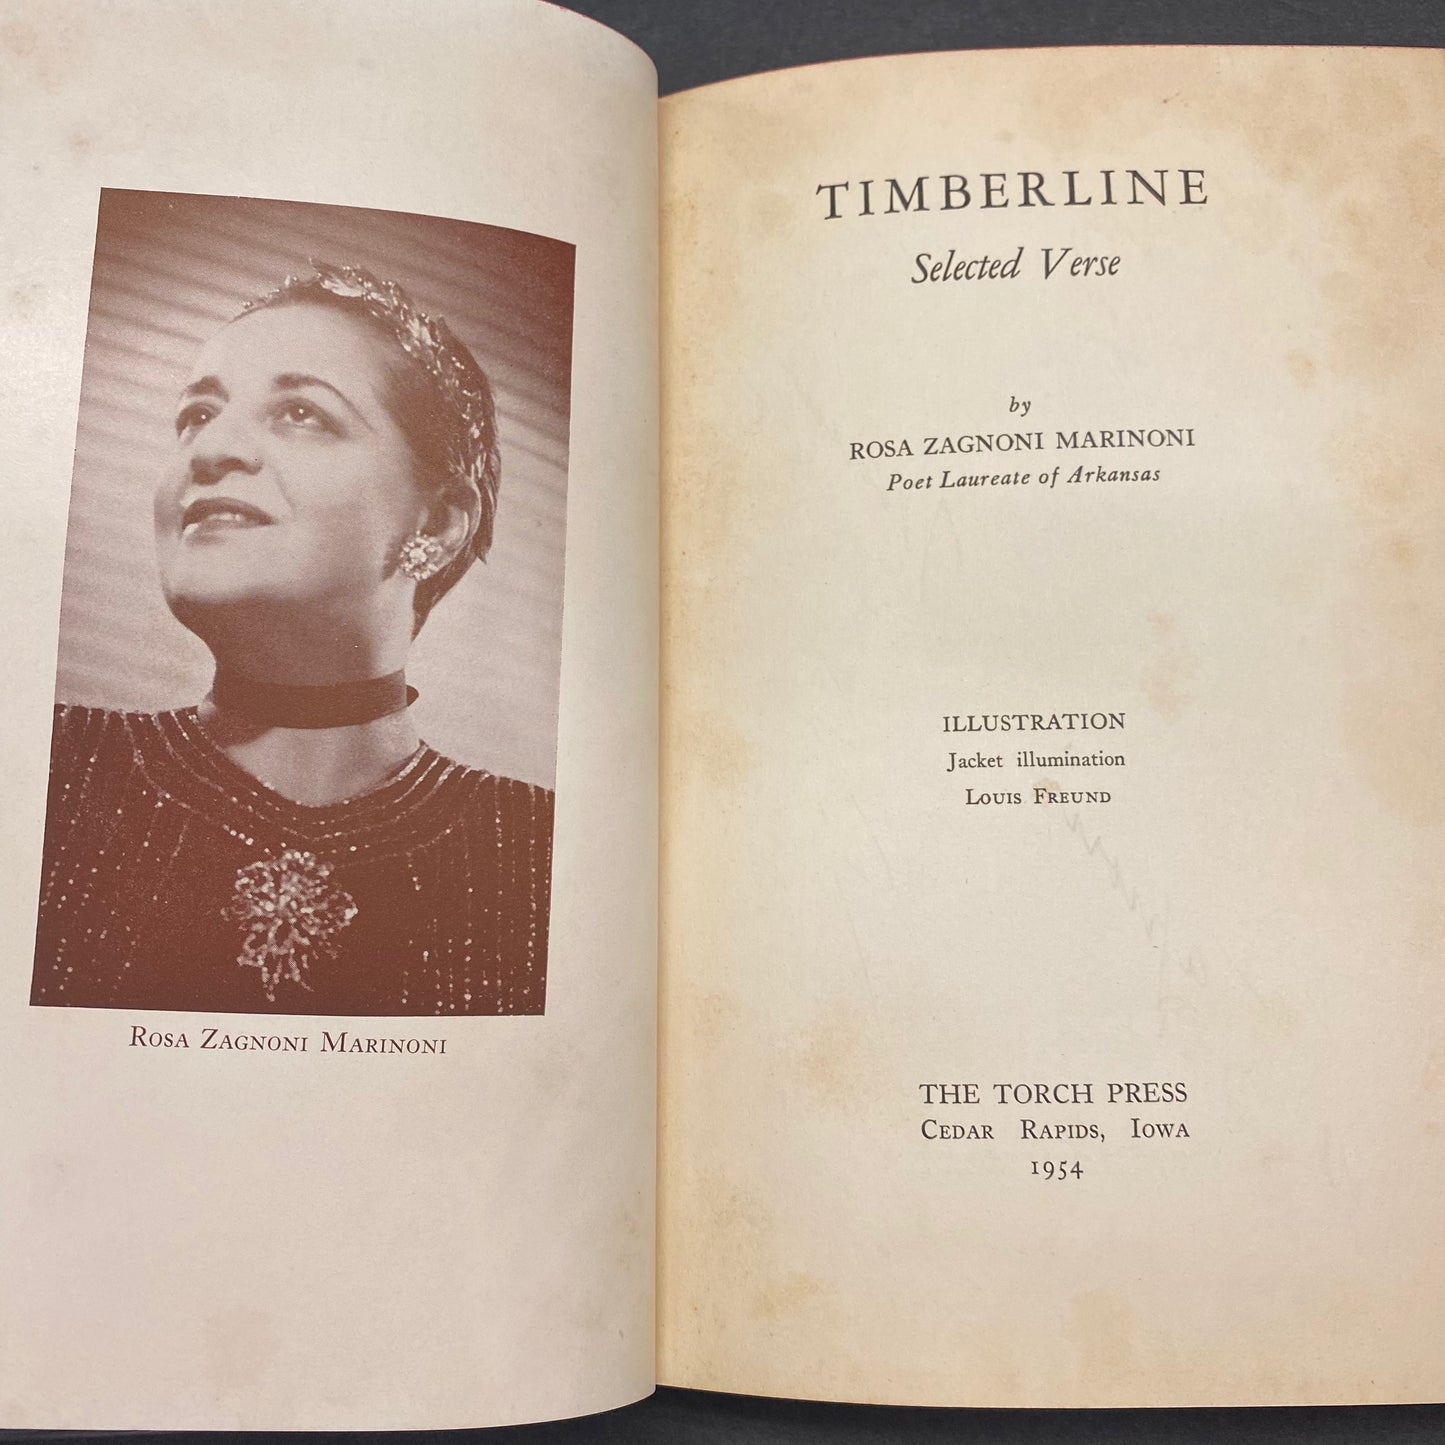 ROSA ZAGNONI MARINONI
TIMBERLINE
Selected Verse
by
ROSA ZAGNONI MARINONI
Poet Laureate of Arkansas
ILLUSTRATION
Jacket illumination
LOUIS FREUND
THE TORCH PRESS
CEDAR RAPIDS, IOWA
1954